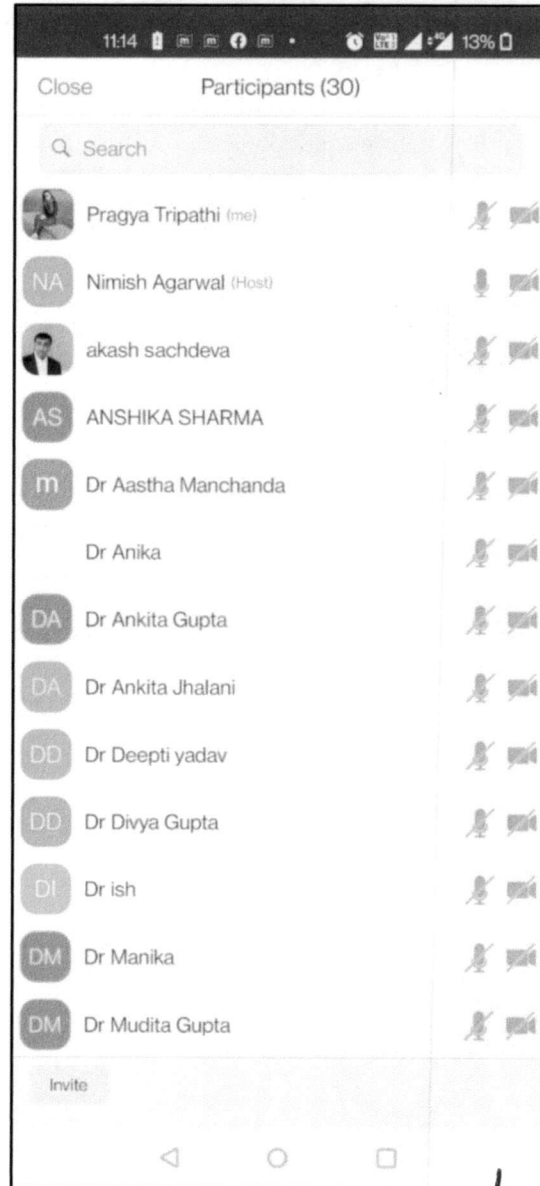 11:14 m m m 13%
Close Participants (30)
Search
Pragya Tripathi (me)
NA Nimish Agarwal (Host)
akash sachdeva
AS ANSHIKA SHARMA
m Dr Aastha Manchanda
Dr Anika
DA Dr Ankita Gupta
DA Dr Ankita Jhalani
DD Dr Deepti yadav
DD Dr Divya Gupta
DI Dr ish
DM Dr Manika
DM Dr Mudita Gupta
Invite